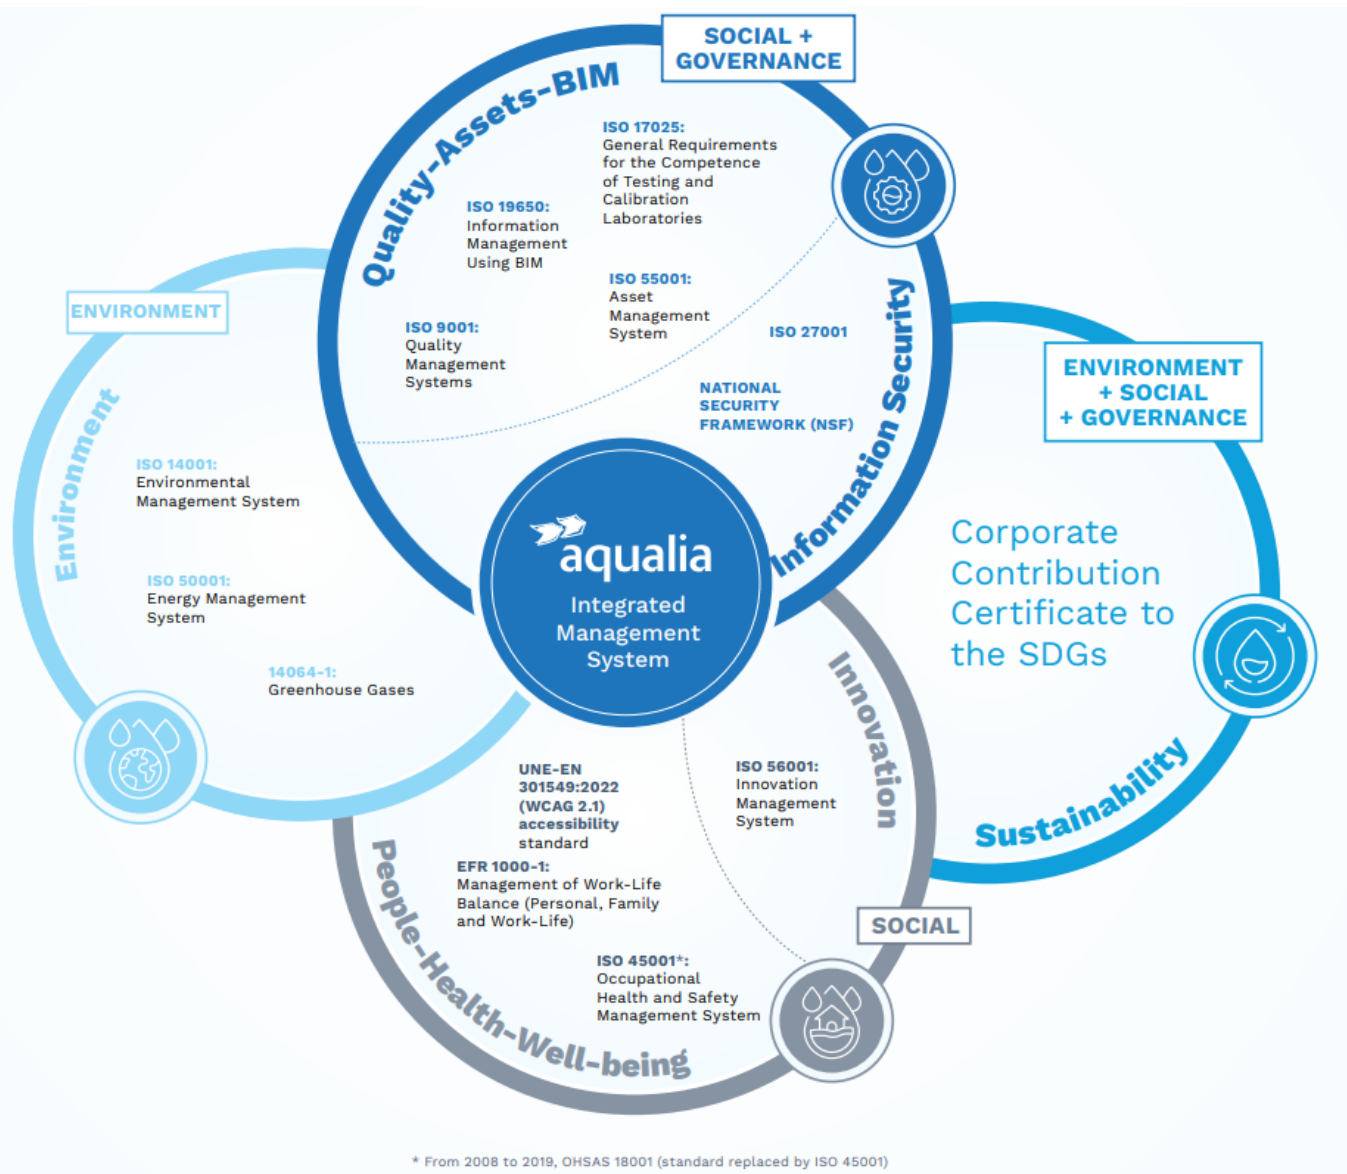 SOCIAL +
GOVERNANCE
Quality-Assets-BIM
ISO 17025:
General Requirements
for the Competence
of Testing and
Calibration
Laboratories
ISO 19650:
Information
Management
Using BIM
ISO 55001:
Asset
Management
System
ISO 9001:
Quality
Management
Systems
ISO 27001
NATIONAL
SECURITY
FRAMEWORK (NSF)
Information Security
ENVIRONMENT
Environment
ISO 14001:
Environmental
Management System
ISO 50001:
Energy Management
System
14064-1:
Greenhouse Gases
aqualia
Integrated
Management
System
ENVIRONMENT
+ SOCIAL
+ GOVERNANCE
Corporate
Contribution
Certificate to
the SDGs
Sustainability
Innovation
ISO 56001:
Innovation
Management
System
UNE-EN
301549:2022
(WCAG 2.1)
accessibility
standard
EFR 1000-1:
Management of Work-Life
Balance (Personal, Family
and Work-Life)
ISO 45001*:
Occupational
Health and Safety
Management System
People-Health-Well-being
SOCIAL
* From 2008 to 2019, OHSAS 18001 (standard replaced by ISO 45001)